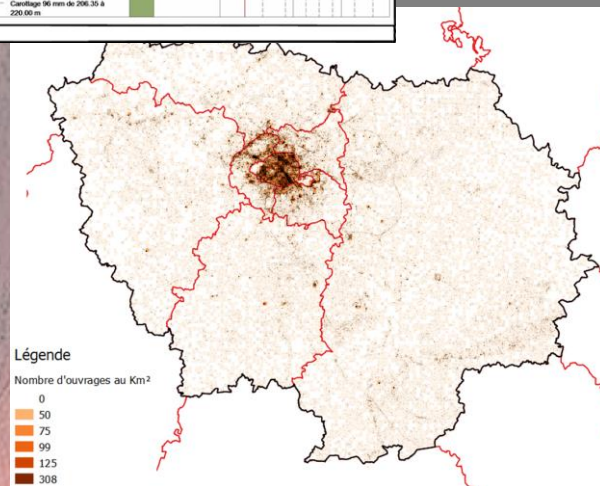 Carottage 96 mm de 206.35 à
220.00 m
Légende
Nombre d'ouvrages au Km²
0
50
75
99
125
308